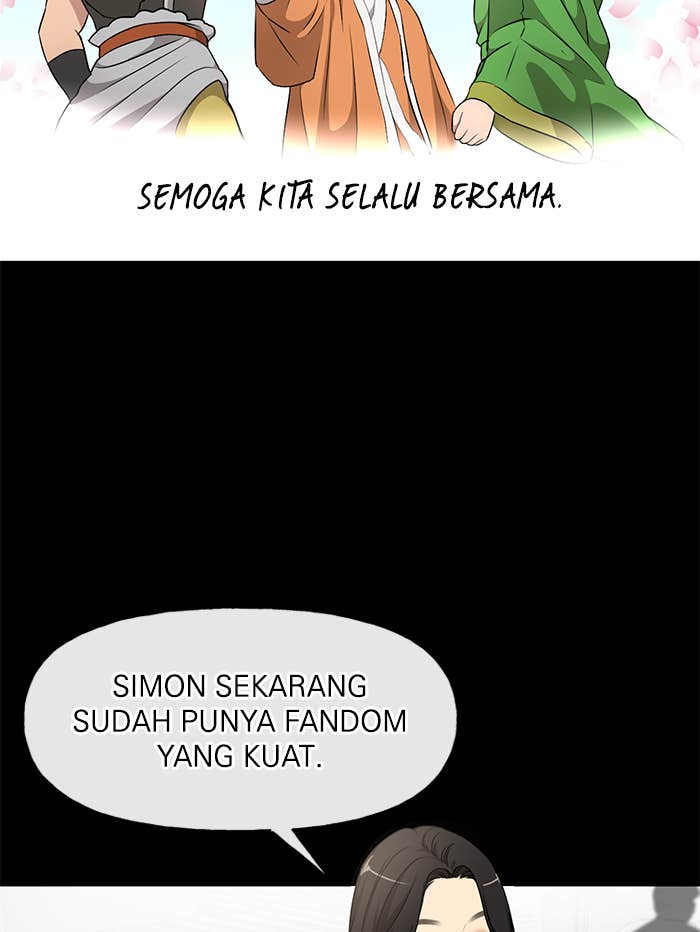 SEMOGA KITA SELALU BERSAMA.
SIMON SEKARANG
SUDAH PUNYA FANDOM
YANG KUAT.